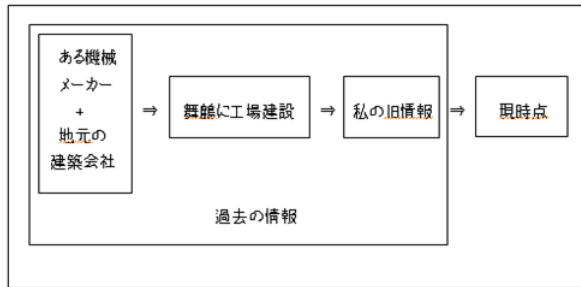 ある機械
メーカー
+
地元の
建築会社
⇒
舞鶴に工場建設
⇒
私の旧情報
⇒
現時点
過去の情報